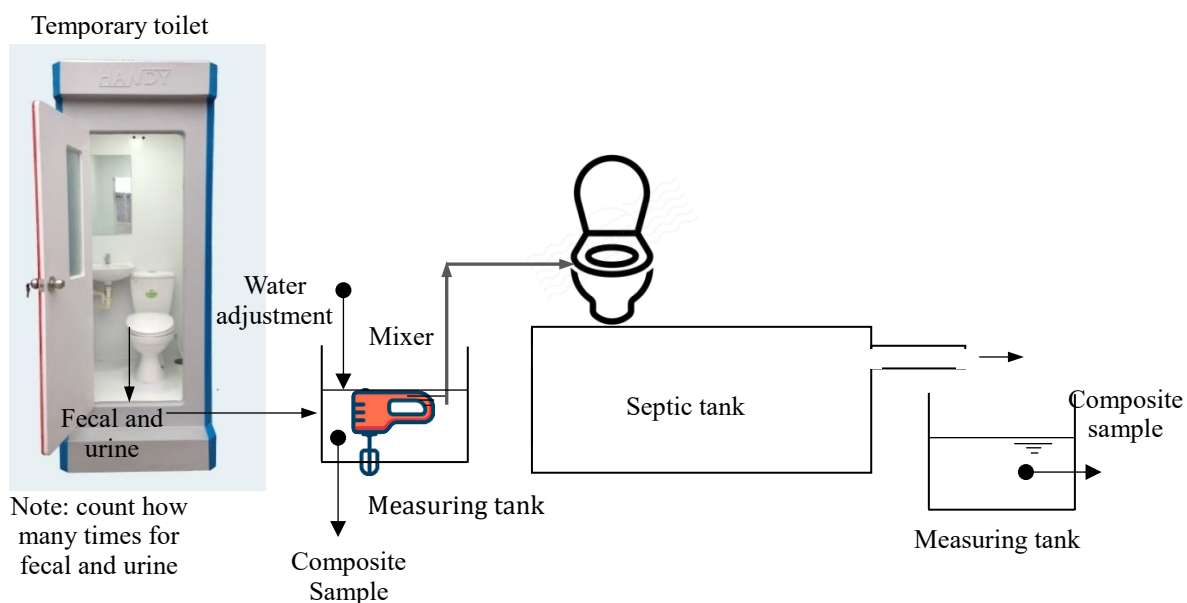 Temporary toilet
HANDY
Water
adjustment
Mixer
Fecal and
urine
Septic tank
Composite
sample
Measuring tank
Measuring tank
Note: count how
many times for
fecal and urine
Composite
Sample